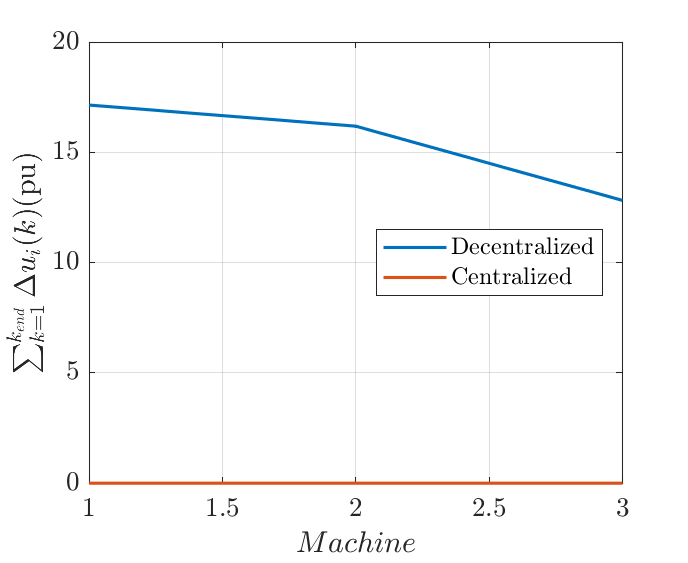 20
15
10
5
0
1
1.5
2
2.5
3
∑_{k=1}^{k_{end}} Δu_i(k)(pu)
Machine
Decentralized
Centralized